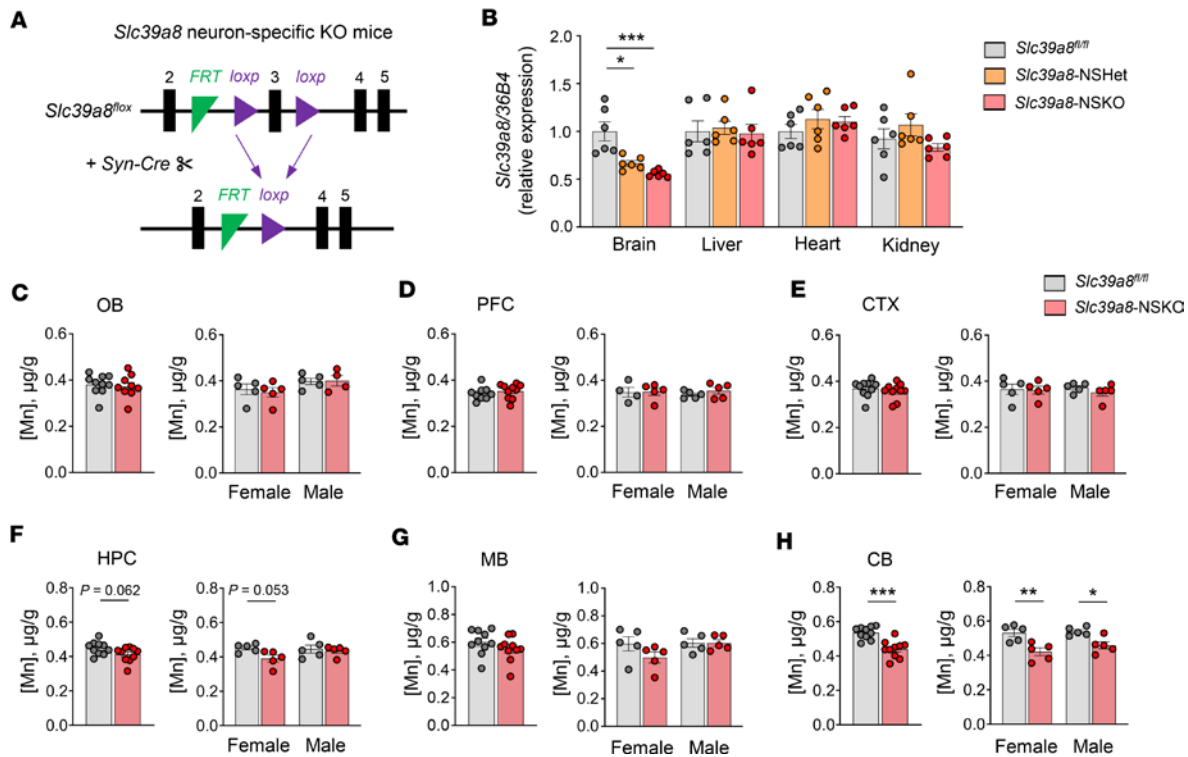 A
Slc39a8 neuron-specific KO mice
2 FRT loxp 3 loxp 4 5
Slc39a8flox
+ Syn-Cre ✂
2 FRT loxp 4 5
B
Slc39a8/36B4
(relative expression)
2.0
1.5
1.0
0.5
0.0
***
*
Brain Liver Heart Kidney
Slc39a8fl/fl
Slc39a8-NSHet
Slc39a8-NSKO
Slc39a8fl/fl
Slc39a8-NSKO
C
OB
[Mn], µg/g
0.6
0.4
0.2
0.0
[Mn], µg/g
0.6
0.4
0.2
0.0
Female Male
D
PFC
[Mn], µg/g
0.6
0.4
0.2
0.0
[Mn], µg/g
0.6
0.4
0.2
0.0
Female Male
E
CTX
[Mn], µg/g
0.6
0.4
0.2
0.0
[Mn], µg/g
0.6
0.4
0.2
0.0
Female Male
F
HPC
[Mn], µg/g
0.8
0.6
0.4
0.2
0.0
P = 0.062
[Mn], µg/g
0.8
0.6
0.4
0.2
0.0
P = 0.053
Female Male
G
MB
[Mn], µg/g
1.0
0.8
0.6
0.4
0.2
0.0
[Mn], µg/g
1.0
0.8
0.6
0.4
0.2
0.0
Female Male
H
CB
[Mn], µg/g
0.8
0.6
0.4
0.2
0.0
***
[Mn], µg/g
0.8
0.6
0.4
0.2
0.0
** *
Female Male